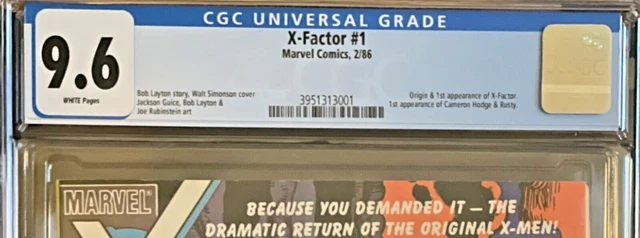 CGC UNIVERSAL GRADE
9.6
WHITE Pages
X-Factor #1
Marvel Comics, 2/86
Bob Layton story, Walt Simonson cover
Jackson Guice, Bob Layton &
Joe Rubinstein art
3951313001
Origin & 1st appearance of X-Factor.
1st appearance of Cameron Hodge & Rusty.
MARVEL
BECAUSE YOU DEMANDED IT — THE
DRAMATIC RETURN OF THE ORIGINAL X-MEN!